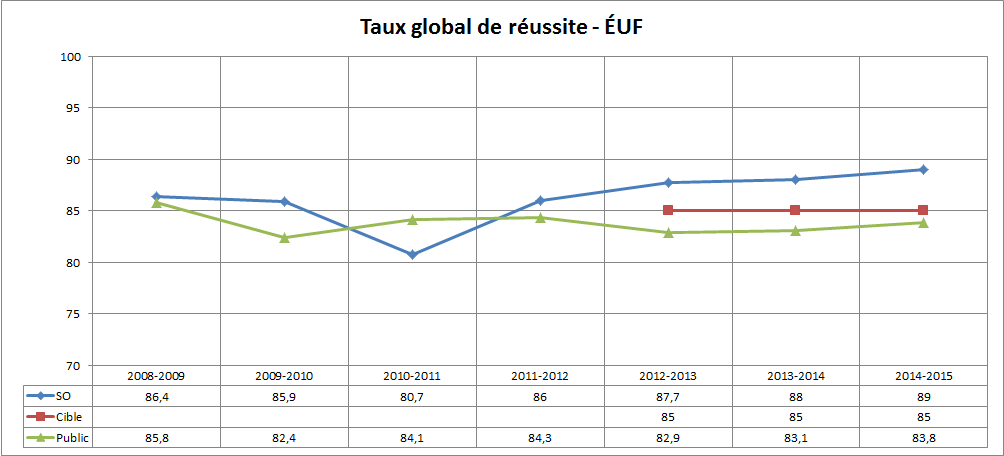 Taux global de réussite - ÉUF
100
95
90
85
80
75
70
2008-2009 2009-2010 2010-2011 2011-2012 2012-2013 2013-2014 2014-2015
SO 86,4 85,9 80,7 86 87,7 88 89
Cible 85 85 85
Public 85,8 82,4 84,1 84,3 82,9 83,1 83,8